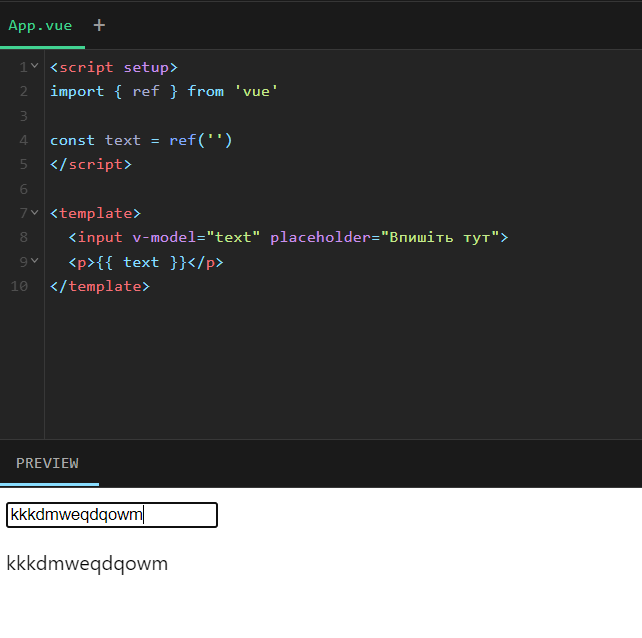 App.vue +
1 <script setup>
2 import { ref } from 'vue'
3
4 const text = ref('')
5 </script>
6
7 <template>
8   <input v-model="text" placeholder="Впишіть тут">
9   <p>{{ text }}</p>
10 </template>
PREVIEW
kkkdmweqdqowm
kkkdmweqdqowm